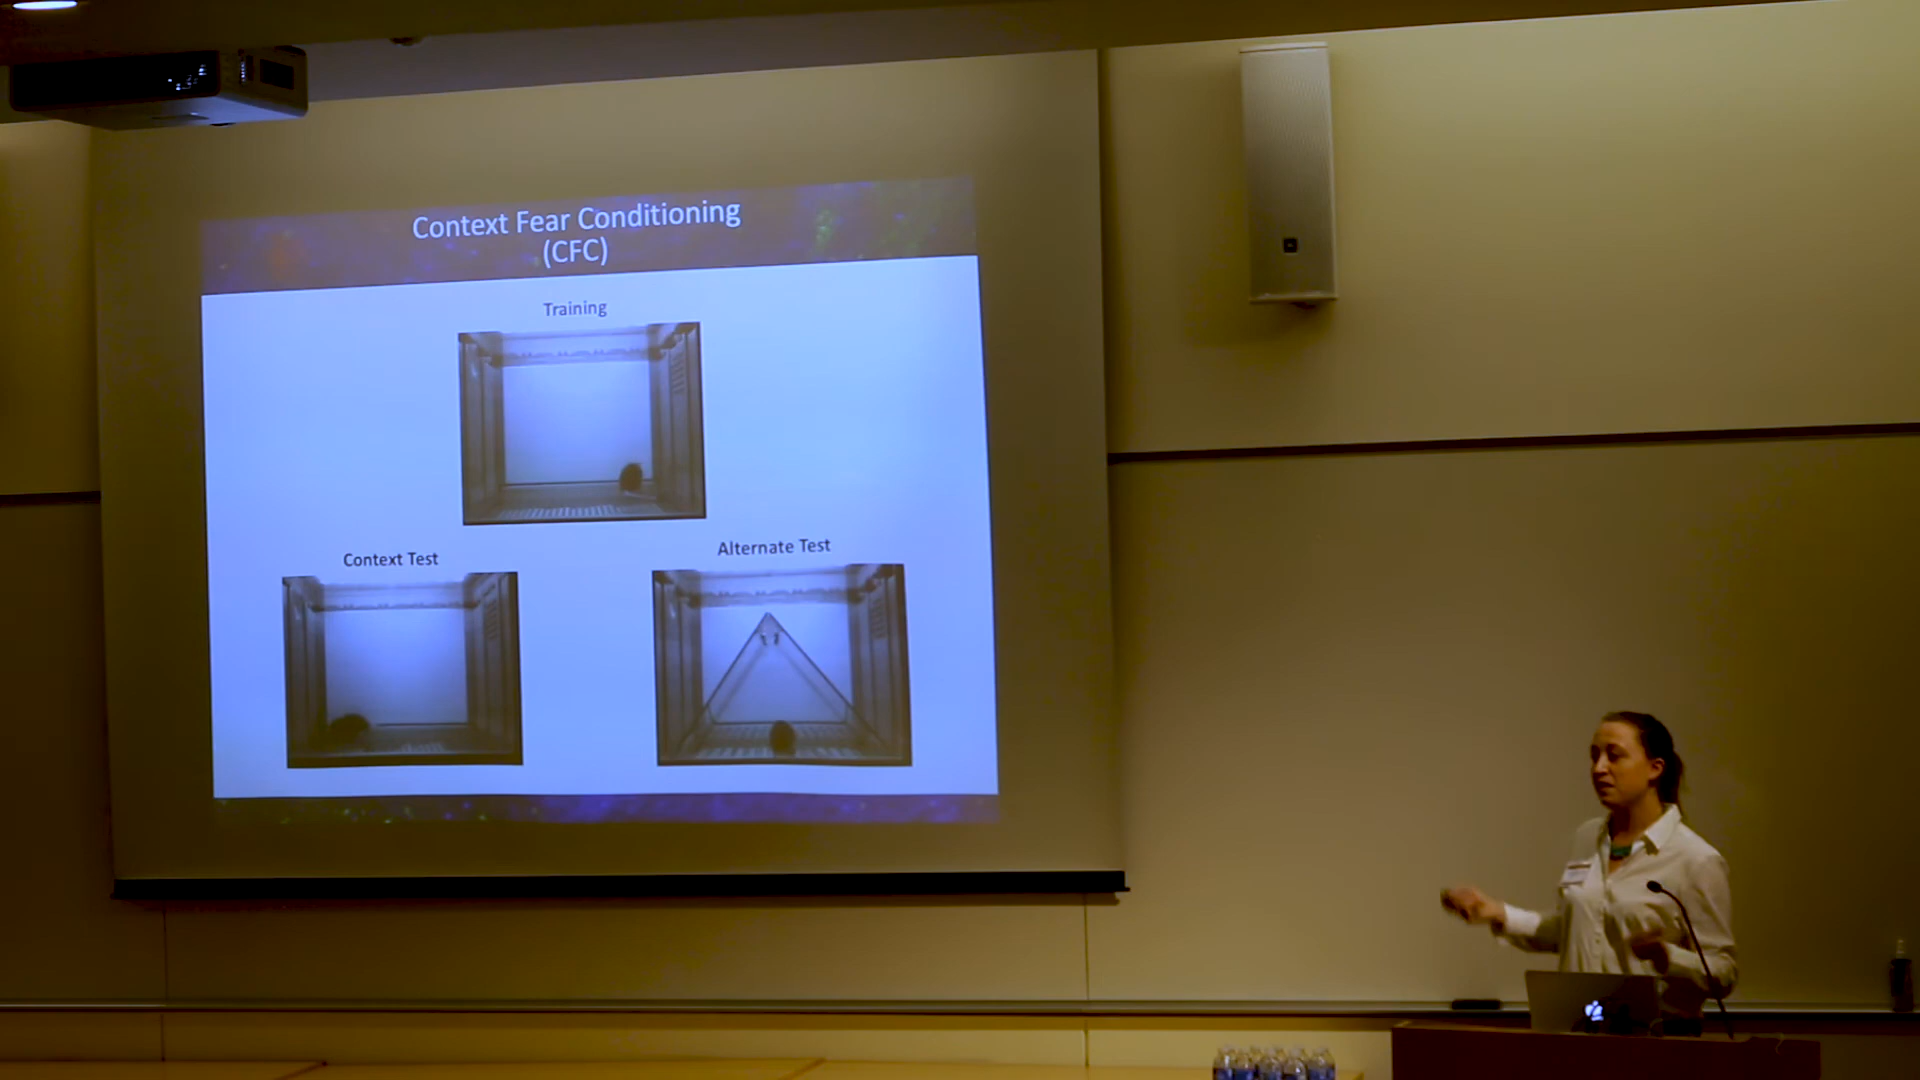 Context Fear Conditioning
(CFC)
Training
Context Test
Alternate Test